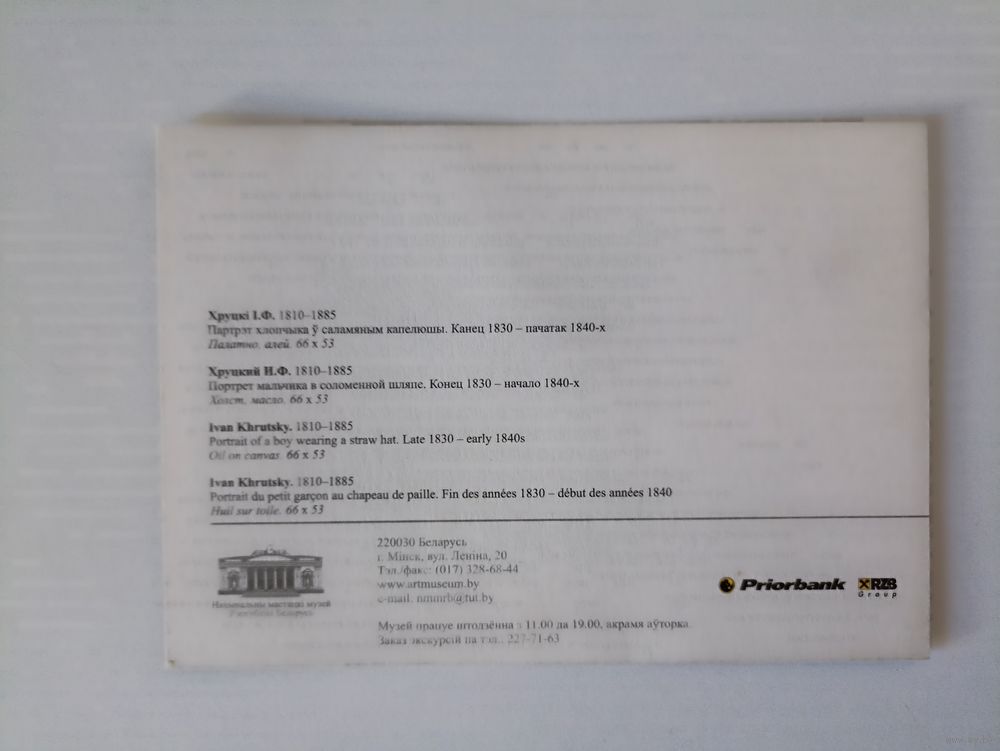 Хруцкі І.Ф. 1810–1885
Партрэт хлопчыка ў саламяным капелюшы. Канец 1830 – пачатак 1840-х
Палатно, алей. 66 x 53
Хруцкий И.Ф. 1810–1885
Портрет мальчика в соломенной шляпе. Конец 1830 – начало 1840-х
Холст, масло. 66 x 53
Ivan Khrutsky. 1810–1885
Portrait of a boy wearing a straw hat. Late 1830 – early 1840s
Oil on canvas. 66 x 53
Ivan Khrutsky. 1810–1885
Portrait du petit garçon au chapeau de paille. Fin des années 1830 – début des années 1840
Huil sur toile. 66 x 53
Нацыянальны мастацкі музей
Рэспублікі Беларусь
220030 Беларусь
г. Мінск, вул. Леніна, 20
Тэл./факс: (017) 328-68-44
www.artmuseum.by
e-mail: nmmrb@tut.by
Музей працуе штодзённа з 11.00 да 19.00, акрамя аўторка.
Заказ экскурсій па тэл.: 227-71-63
Priorbank
RZB
Group